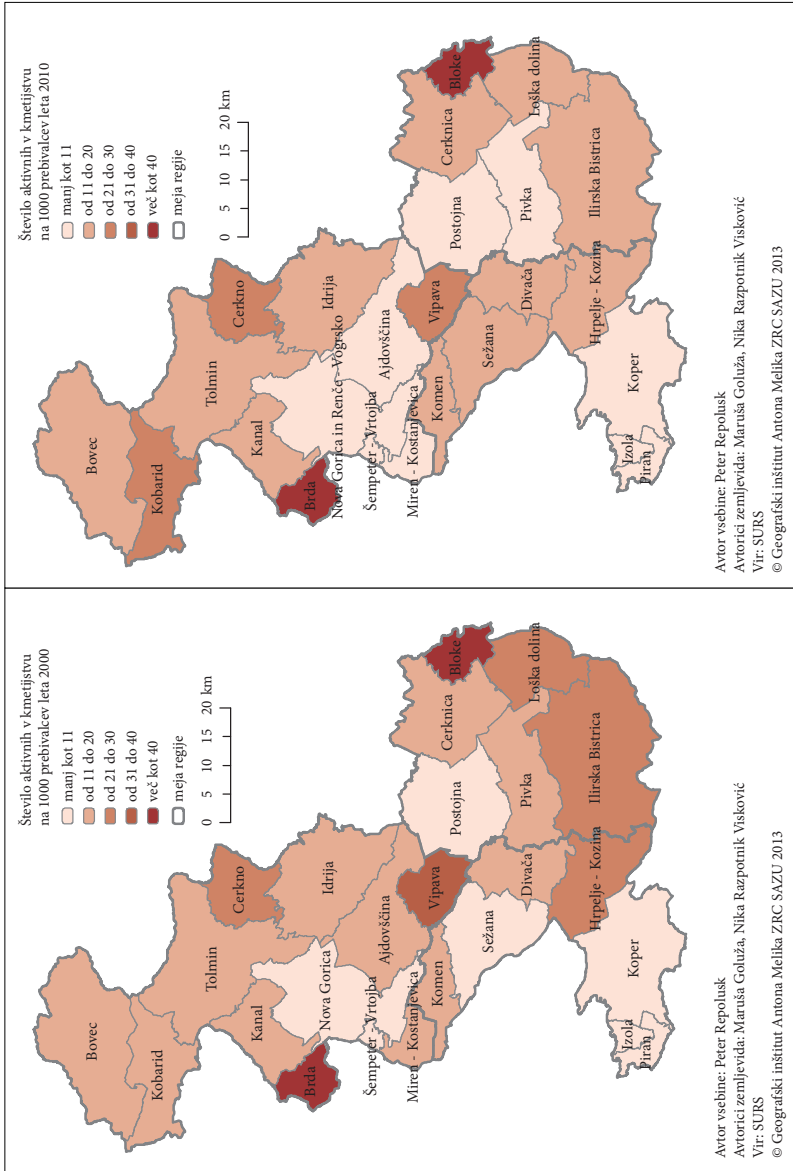 Število aktivnih v kmetijstvu
na 1000 prebivalcev leta 2000
manj kot 11
od 11 do 20
od 21 do 30
od 31 do 40
več kot 40
meja regije
0 5 10 15 20 km
Bovec
Kobarid
Tolmin
Cerkno
Kanal
Idrija
Brda
Nova Gorica
Ajdovščina
Šempeter - Vrtojba
Miren - Kostanjevica
Vipava
Komen
Sežana
Postojna
Cerknica
Bloke
Divača
Pivka
Loška dolina
Hrpelje - Kozina
Ilirska Bistrica
Koper
Izola
Piran
Avtor vsebine: Peter Repolusk
Avtorici zemljevida: Maruša Goluža, Nika Razpotnik Visković
Vir: SURS
© Geografski inštitut Antona Melika ZRC SAZU 2013
Število aktivnih v kmetijstvu
na 1000 prebivalcev leta 2010
manj kot 11
od 11 do 20
od 21 do 30
od 31 do 40
več kot 40
meja regije
0 5 10 15 20 km
Bovec
Kobarid
Tolmin
Cerkno
Kanal
Idrija
Brda
Nova Gorica in Renče - Vogrsko
Ajdovščina
Šempeter - Vrtojba
Miren - Kostanjevica
Vipava
Komen
Sežana
Postojna
Cerknica
Bloke
Divača
Pivka
Loška dolina
Hrpelje - Kozina
Ilirska Bistrica
Koper
Izola
Piran
Avtor vsebine: Peter Repolusk
Avtorici zemljevida: Maruša Goluža, Nika Razpotnik Visković
Vir: SURS
© Geografski inštitut Antona Melika ZRC SAZU 2013